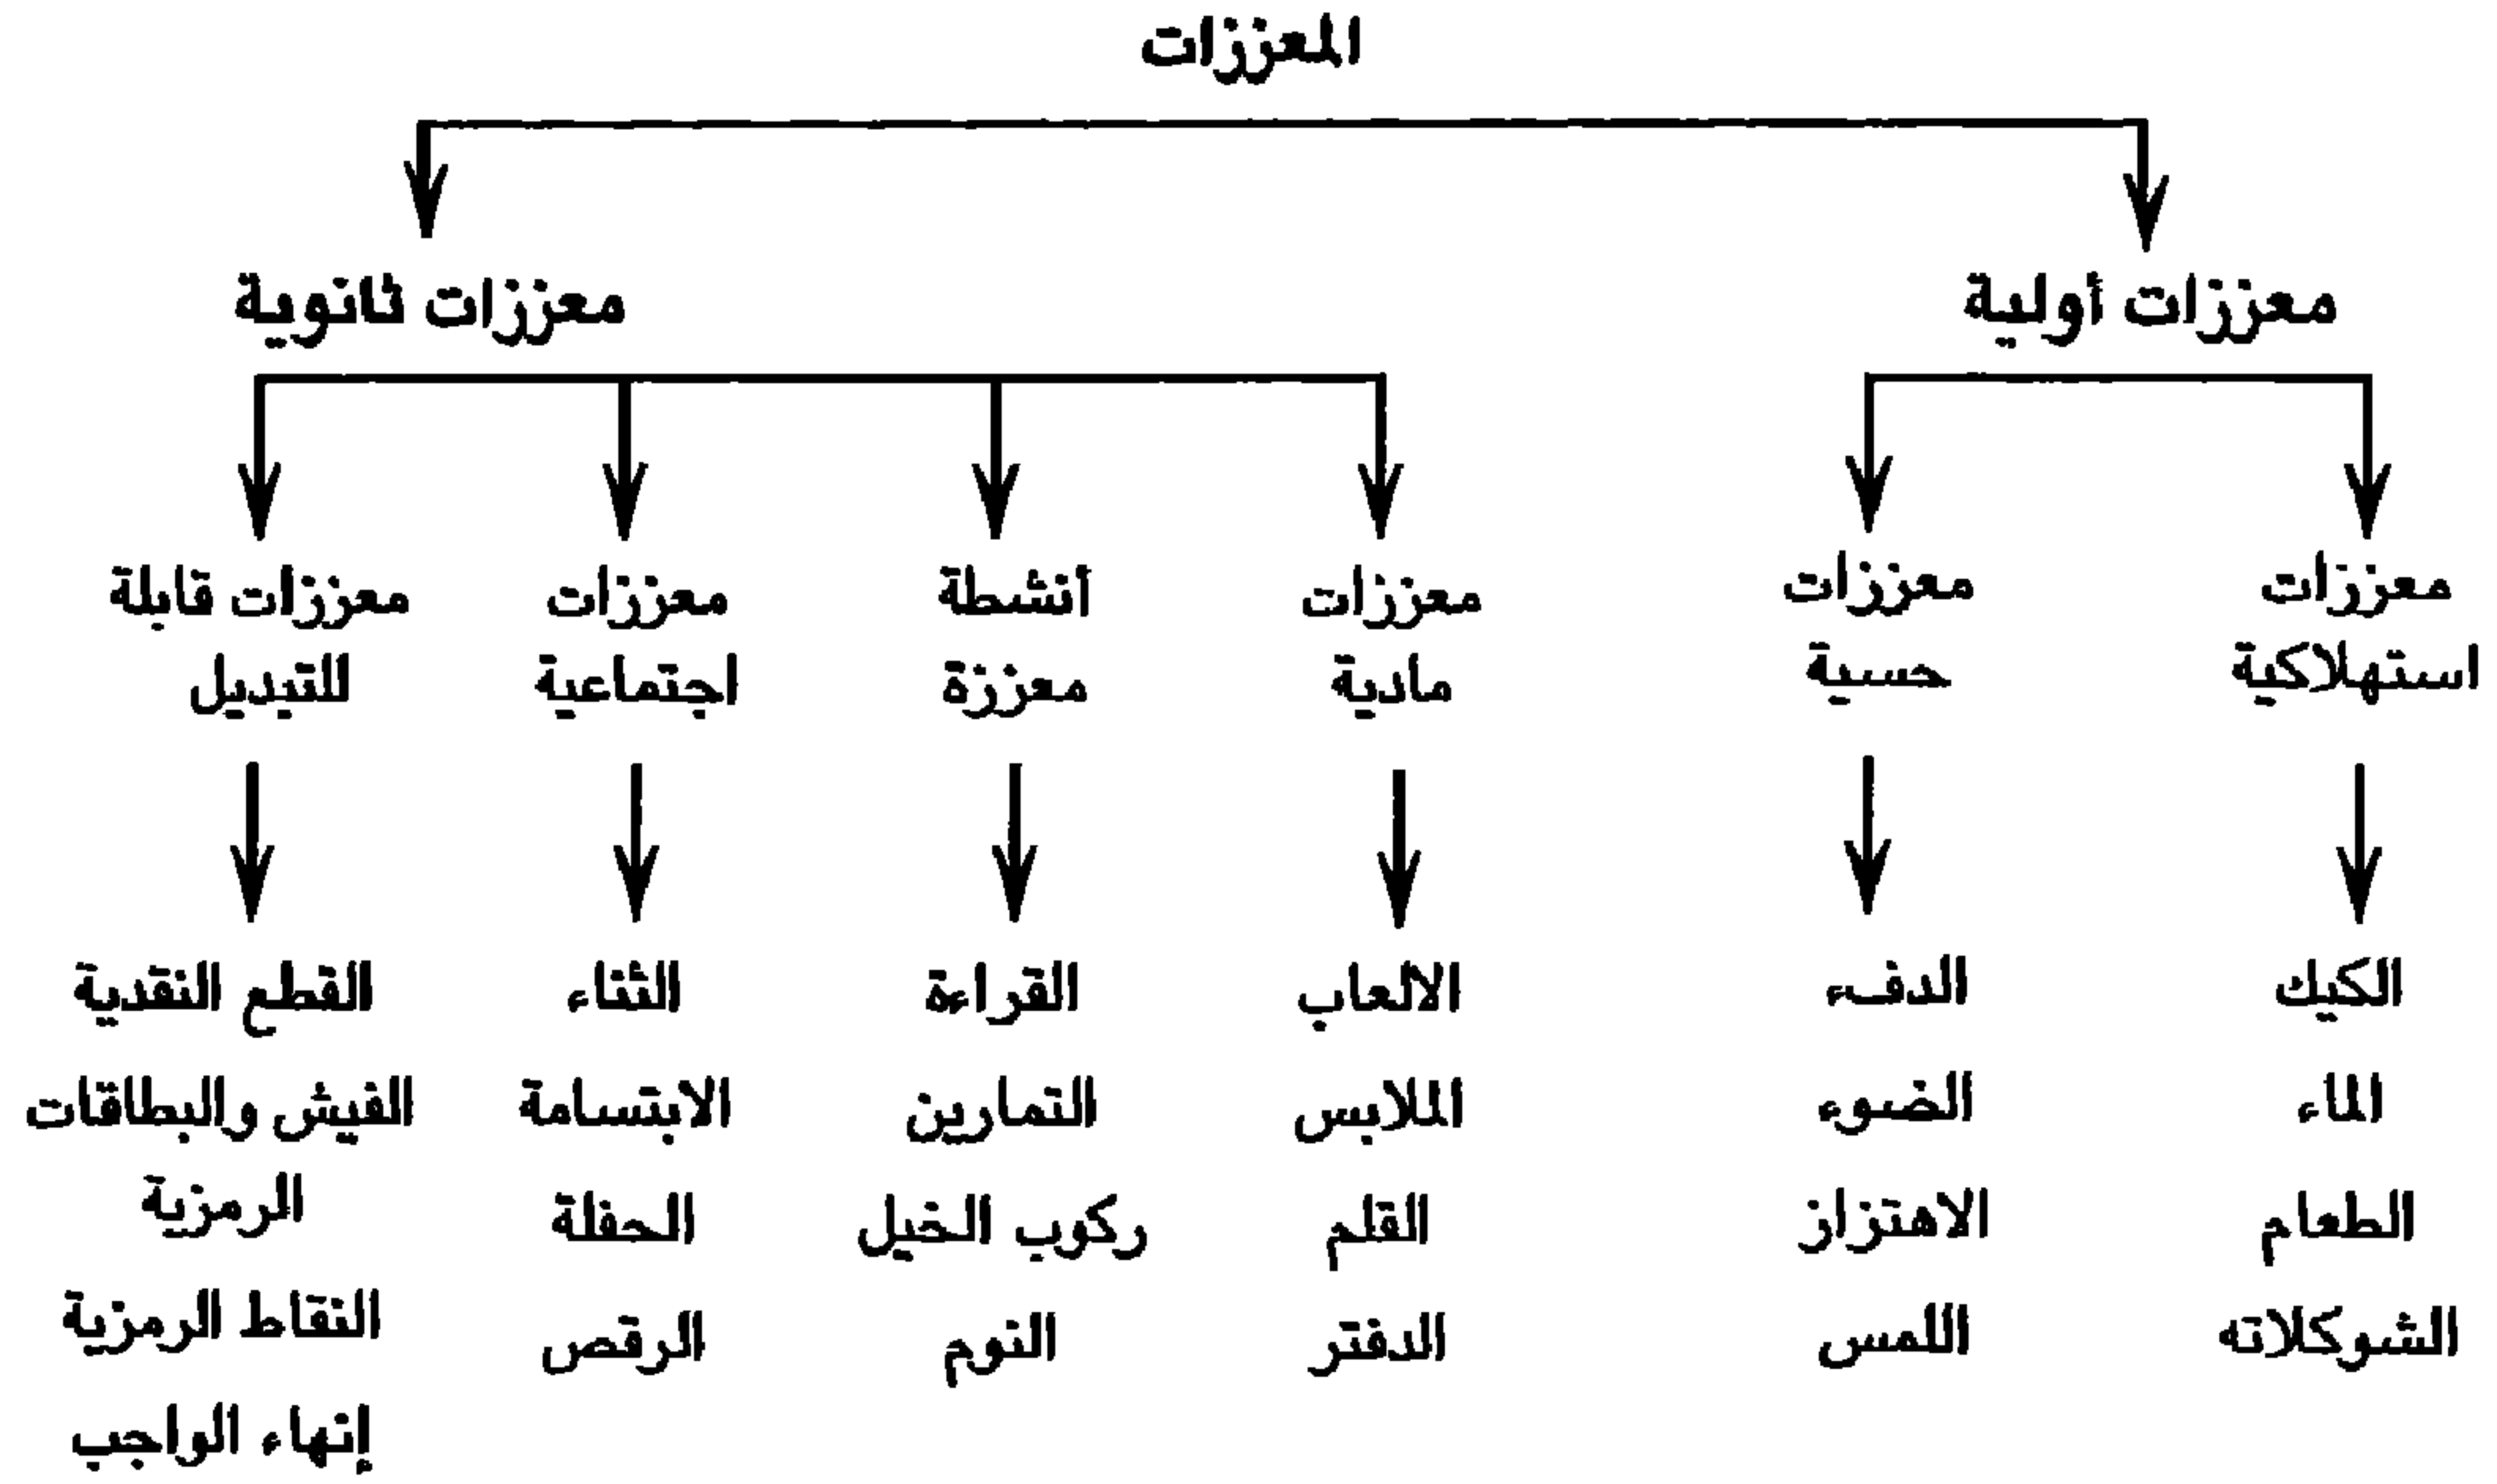 المعززات
معززات أولية
معززات ثانوية
معززات
استهلاكية
معززات
حسية
معززات
مادية
أنشطة
معززة
معززات
اجتماعية
معززات قابلة
للتبديل
الكيك
الماء
الطعام
الشوكلاته
الدفء
الضوء
الاهتزاز
اللمس
الالعاب
الملابس
القلم
الدفتر
القراءة
التمارين
ركوب الخيل
النوم
الثناء
الابتسامة
الحفلة
الرقص
القطع النقدية
الفيش والبطاقات
الرمزية
النقاط الرمزية
إنهاء الواجب